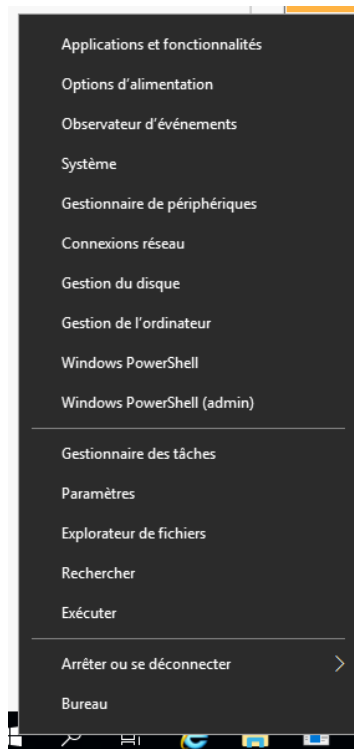 Applications et fonctionnalités
Options d'alimentation
Observateur d'événements
Système
Gestionnaire de périphériques
Connexions réseau
Gestion du disque
Gestion de l'ordinateur
Windows PowerShell
Windows PowerShell (admin)
Gestionnaire des tâches
Paramètres
Explorateur de fichiers
Rechercher
Exécuter
Arrêter ou se déconnecter
Bureau